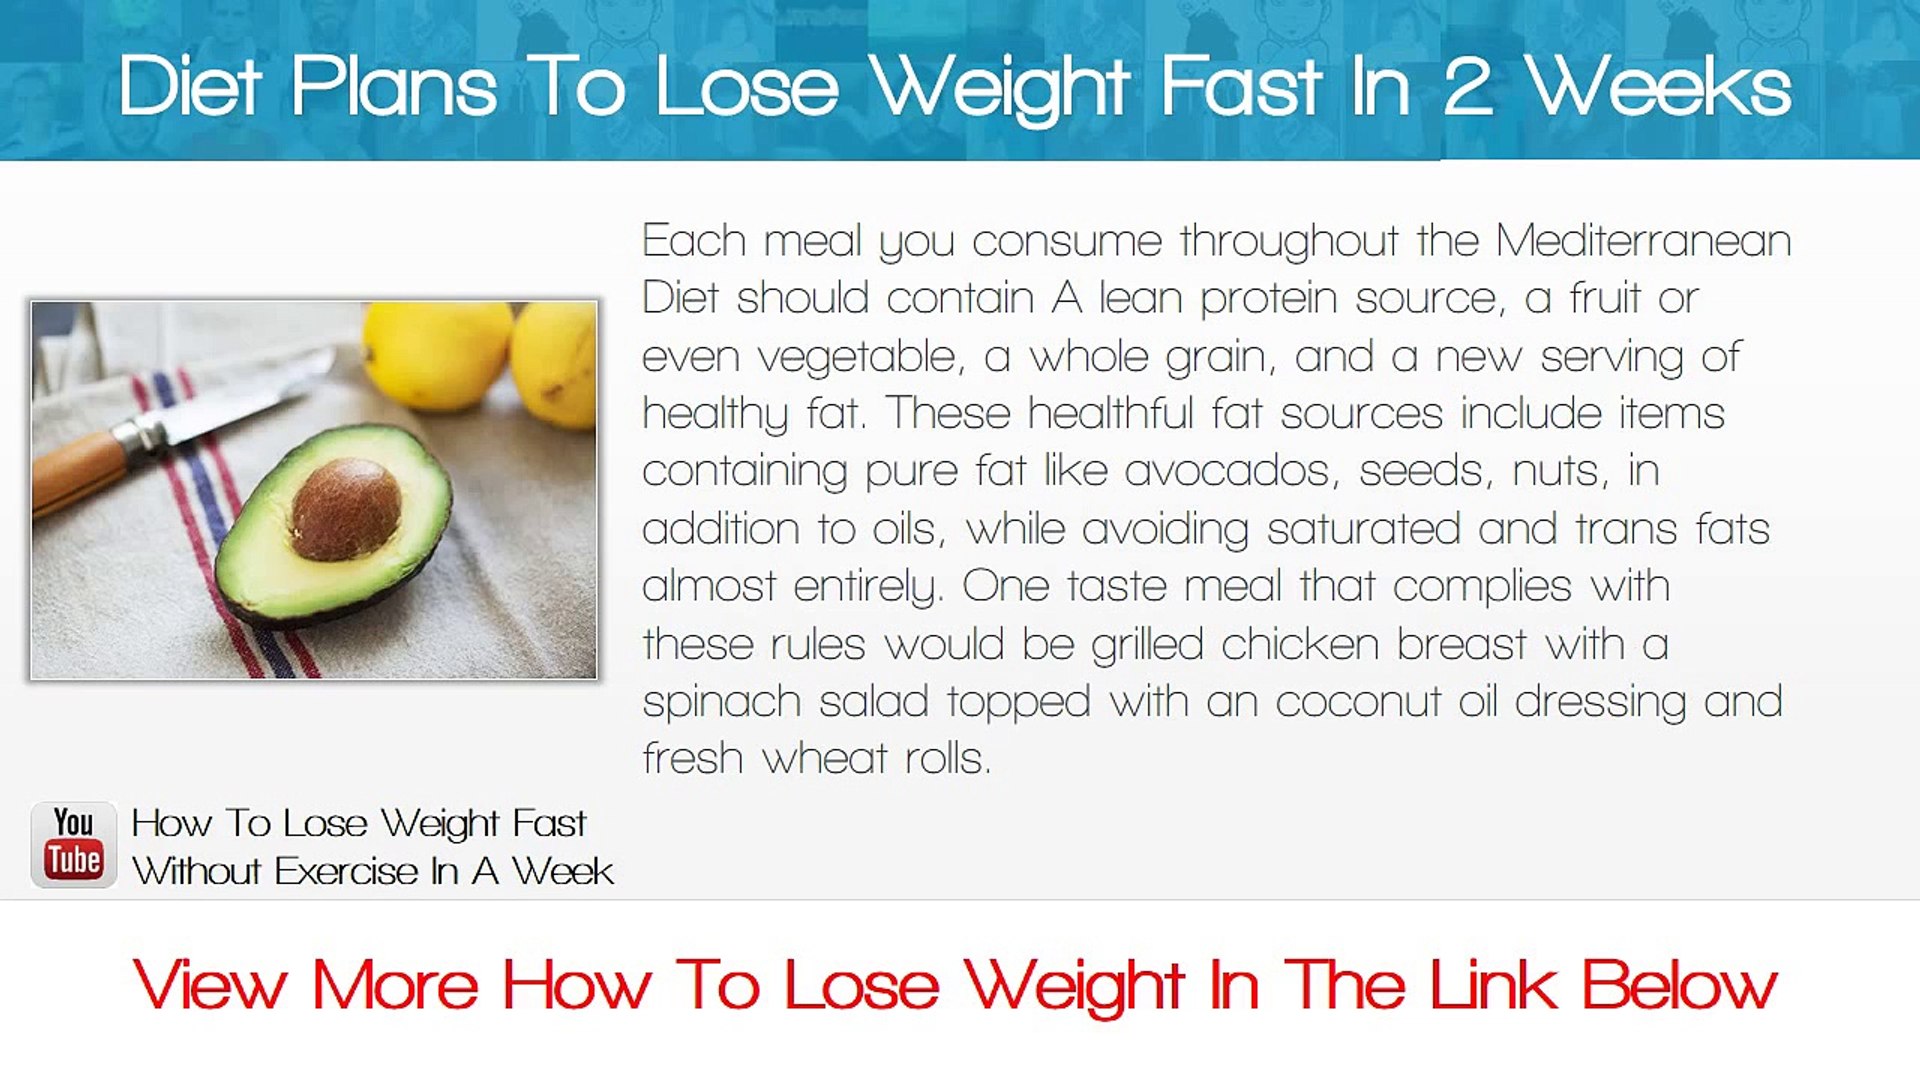 Diet Plans To Lose Weight Fast In 2 Weeks
Each meal you consume throughout the Mediterranean
Diet should contain A lean protein source, a fruit or
even vegetable, a whole grain, and a new serving of
healthy fat. These healthful fat sources include items
containing pure fat like avocados, seeds, nuts, in
addition to oils, while avoiding saturated and trans fats
almost entirely. One taste meal that complies with
these rules would be grilled chicken breast with a
spinach salad topped with an coconut oil dressing and
fresh wheat rolls.
You
Tube
How To Lose Weight Fast
Without Exercise In A Week
View More How To Lose Weight In The Link Below